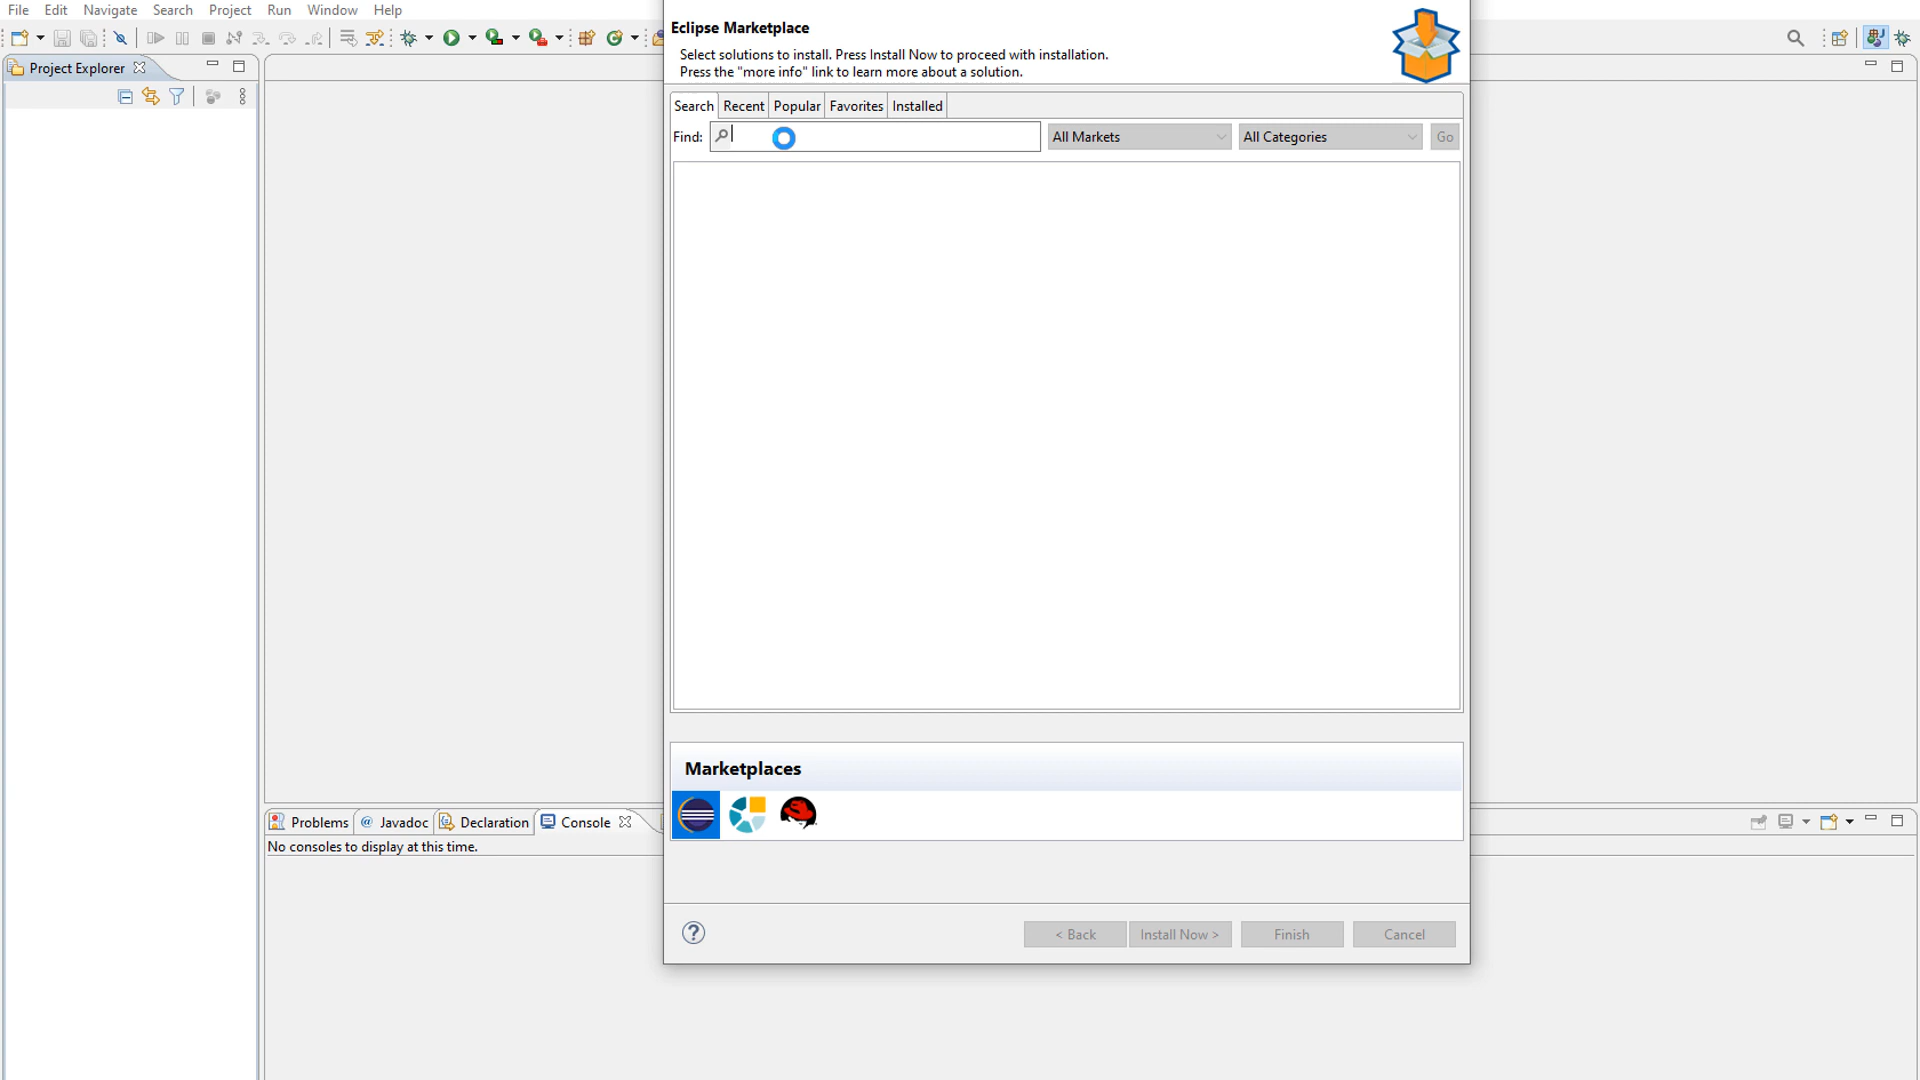 File Edit Navigate Search Project Run Window Help
Project Explorer
Eclipse Marketplace
Select solutions to install. Press Install Now to proceed with installation.
Press the "more info" link to learn more about a solution.
Search Recent Popular Favorites Installed
Find: All Markets All Categories Go
Marketplaces
Problems @ Javadoc Declaration Console
No consoles to display at this time.
? < Back Install Now > Finish Cancel